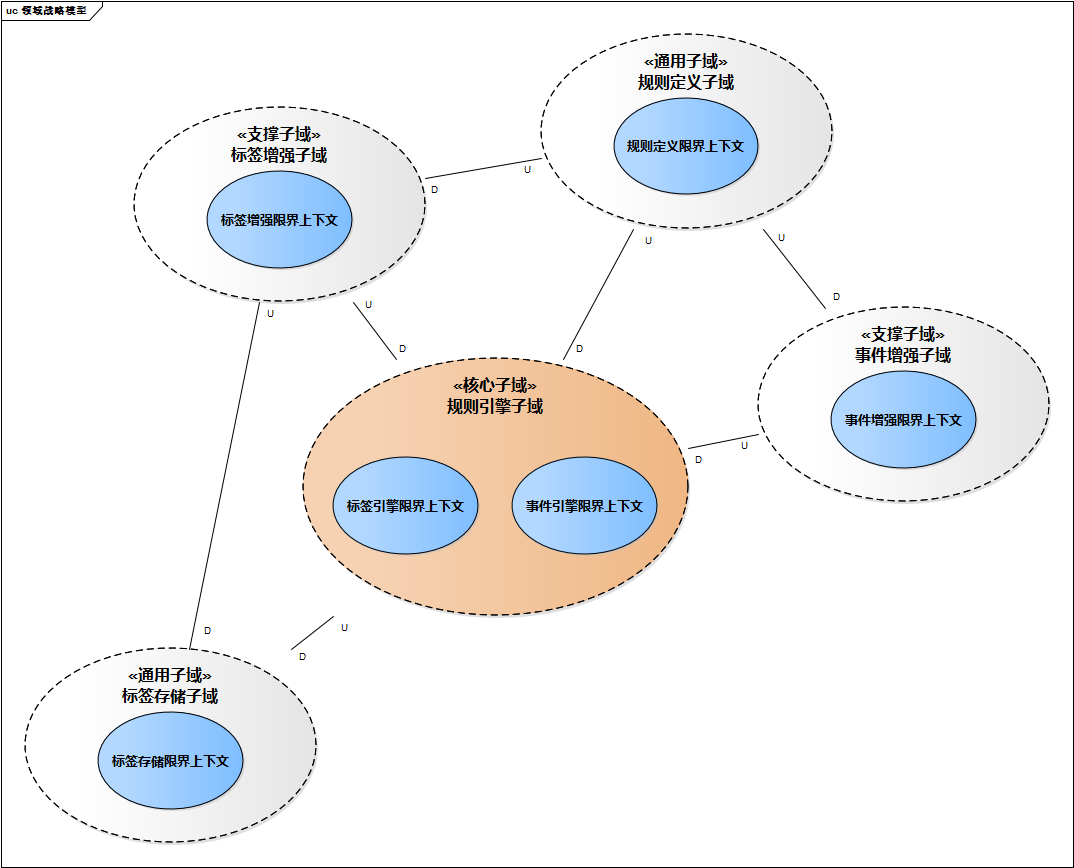 uc 领域战略模型
«通用子域»
规则定义子域
规则定义限界上下文
«支撑子域»
标签增强子域
标签增强限界上下文
D
U
U
D
U
D
U
D
U
D
«支撑子域»
事件增强子域
事件增强限界上下文
«核心子域»
规则引擎子域
标签引擎限界上下文
事件引擎限界上下文
D
U
U
D
D
U
«通用子域»
标签存储子域
标签存储限界上下文